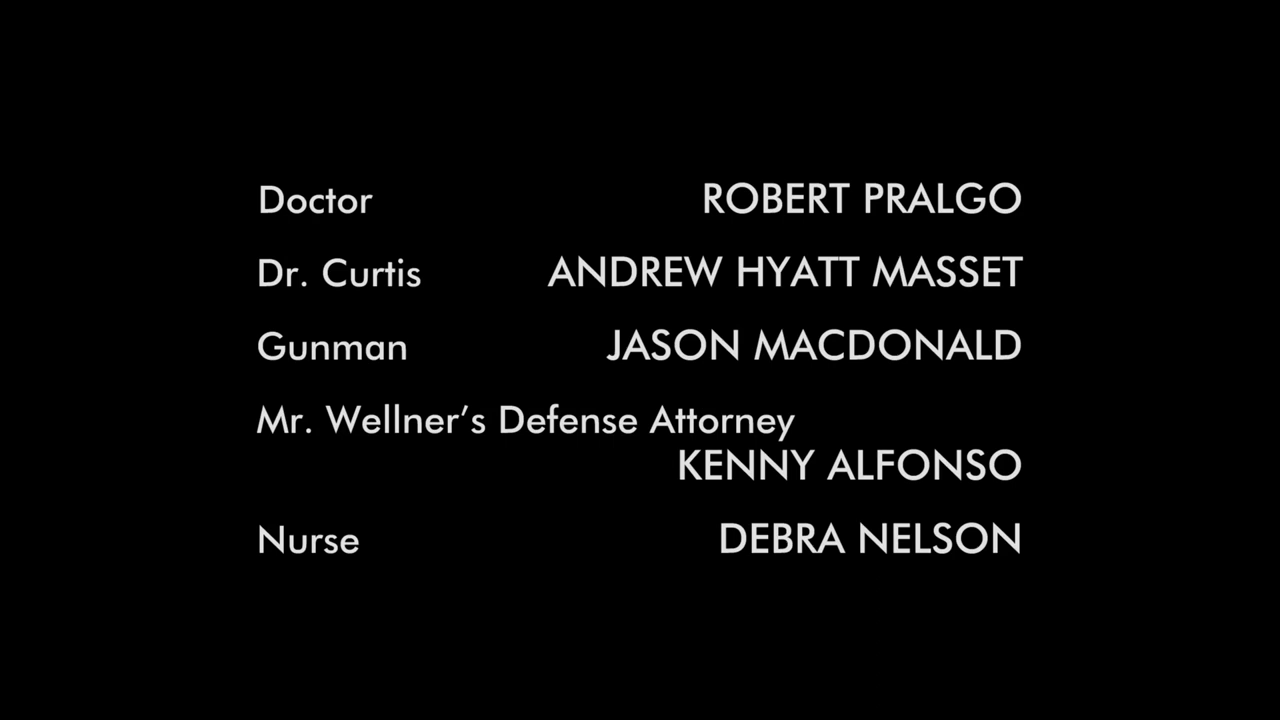 Doctor ROBERT PRALGO
Dr. Curtis ANDREW HYATT MASSET
Gunman JASON MACDONALD
Mr. Wellner’s Defense Attorney
KENNY ALFONSO
Nurse DEBRA NELSON